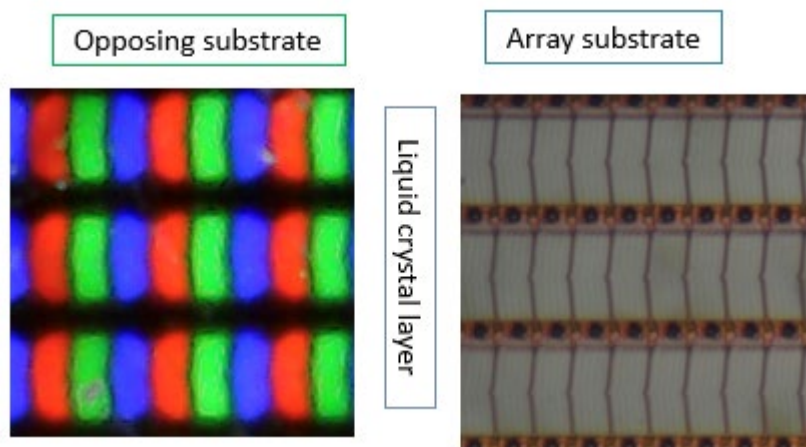 Opposing substrate
Array substrate
Liquid crystal layer